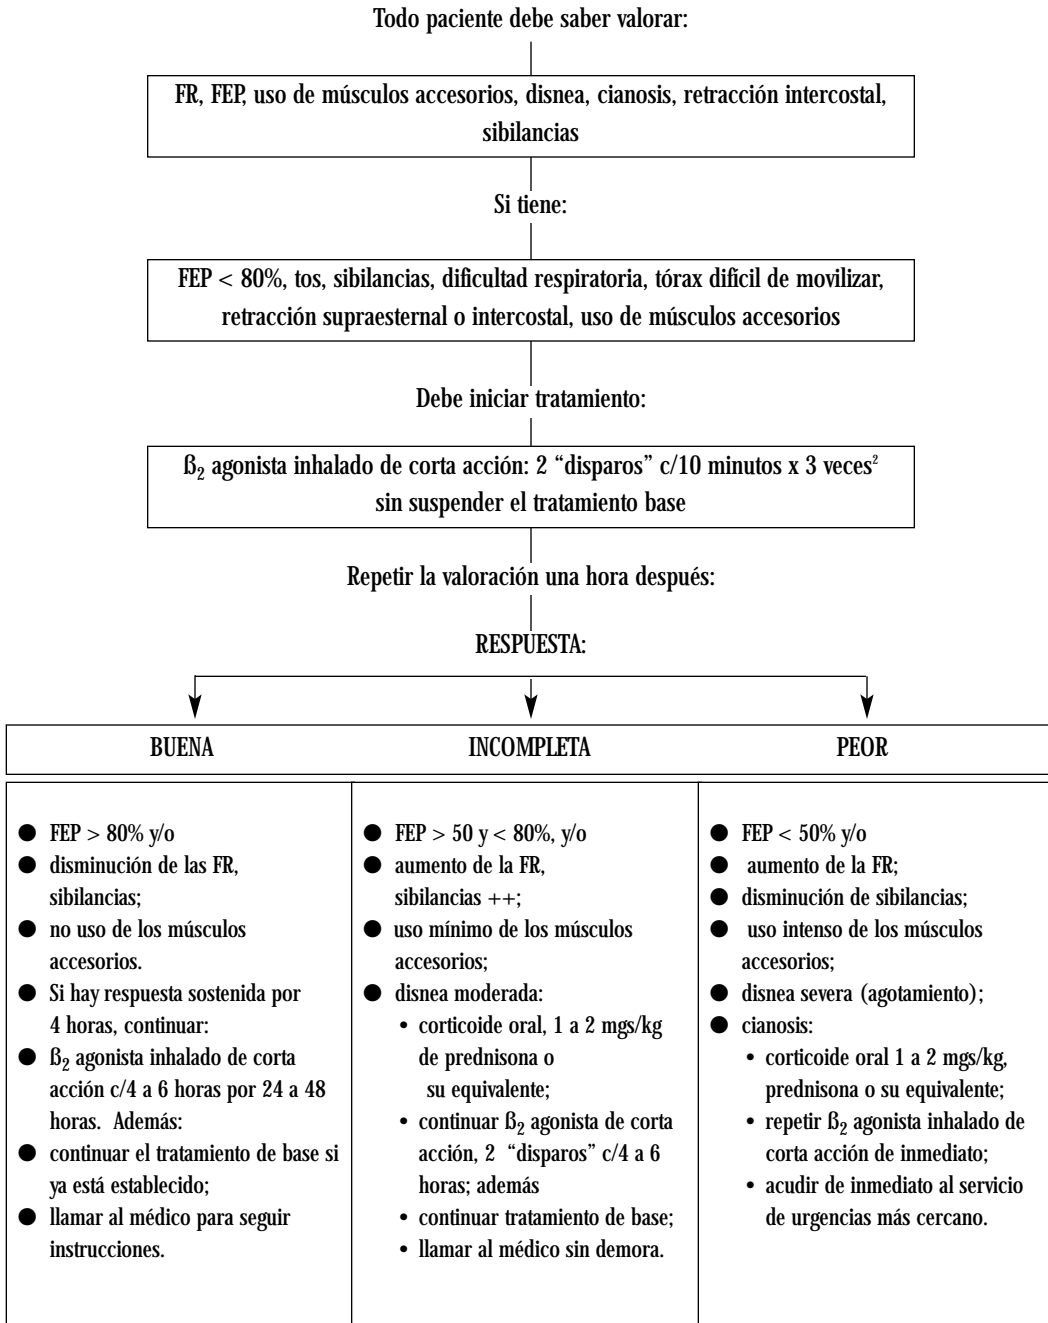 Todo paciente debe saber valorar:
FR, FEP, uso de músculos accesorios, disnea, cianosis, retracción intercostal,
sibilancias
Si tiene:
FEP < 80%, tos, sibilancias, dificultad respiratoria, tórax difícil de movilizar,
retracción supraesternal o intercostal, uso de músculos accesorios
Debe iniciar tratamiento:
ß₂ agonista inhalado de corta acción: 2 “disparos” c/10 minutos x 3 veces²
sin suspender el tratamiento base
Repetir la valoración una hora después:
RESPUESTA:
BUENA
● FEP > 80% y/o
● disminución de las FR,
sibilancias;
● no uso de los músculos
accesorios.
● Si hay respuesta sostenida por
4 horas, continuar:
● ß₂ agonista inhalado de corta
acción c/4 a 6 horas por 24 a 48
horas. Además:
● continuar el tratamiento de base si
ya está establecido;
● llamar al médico para seguir
instrucciones.
INCOMPLETA
● FEP > 50 y < 80%, y/o
● aumento de la FR,
sibilancias ++;
● uso mínimo de los músculos
accesorios;
● disnea moderada:
• corticoide oral, 1 a 2 mgs/kg
de prednisona o
su equivalente;
• continuar ß₂ agonista de corta
acción, 2 “disparos” c/4 a 6
horas; además
• continuar tratamiento de base;
• llamar al médico sin demora.
PEOR
● FEP < 50% y/o
● aumento de la FR;
● disminución de sibilancias;
● uso intenso de los músculos
accesorios;
● disnea severa (agotamiento);
● cianosis:
• corticoide oral 1 a 2 mgs/kg,
prednisona o su equivalente;
• repetir ß₂ agonista inhalado de
corta acción de inmediato;
• acudir de inmediato al servicio
de urgencias más cercano.